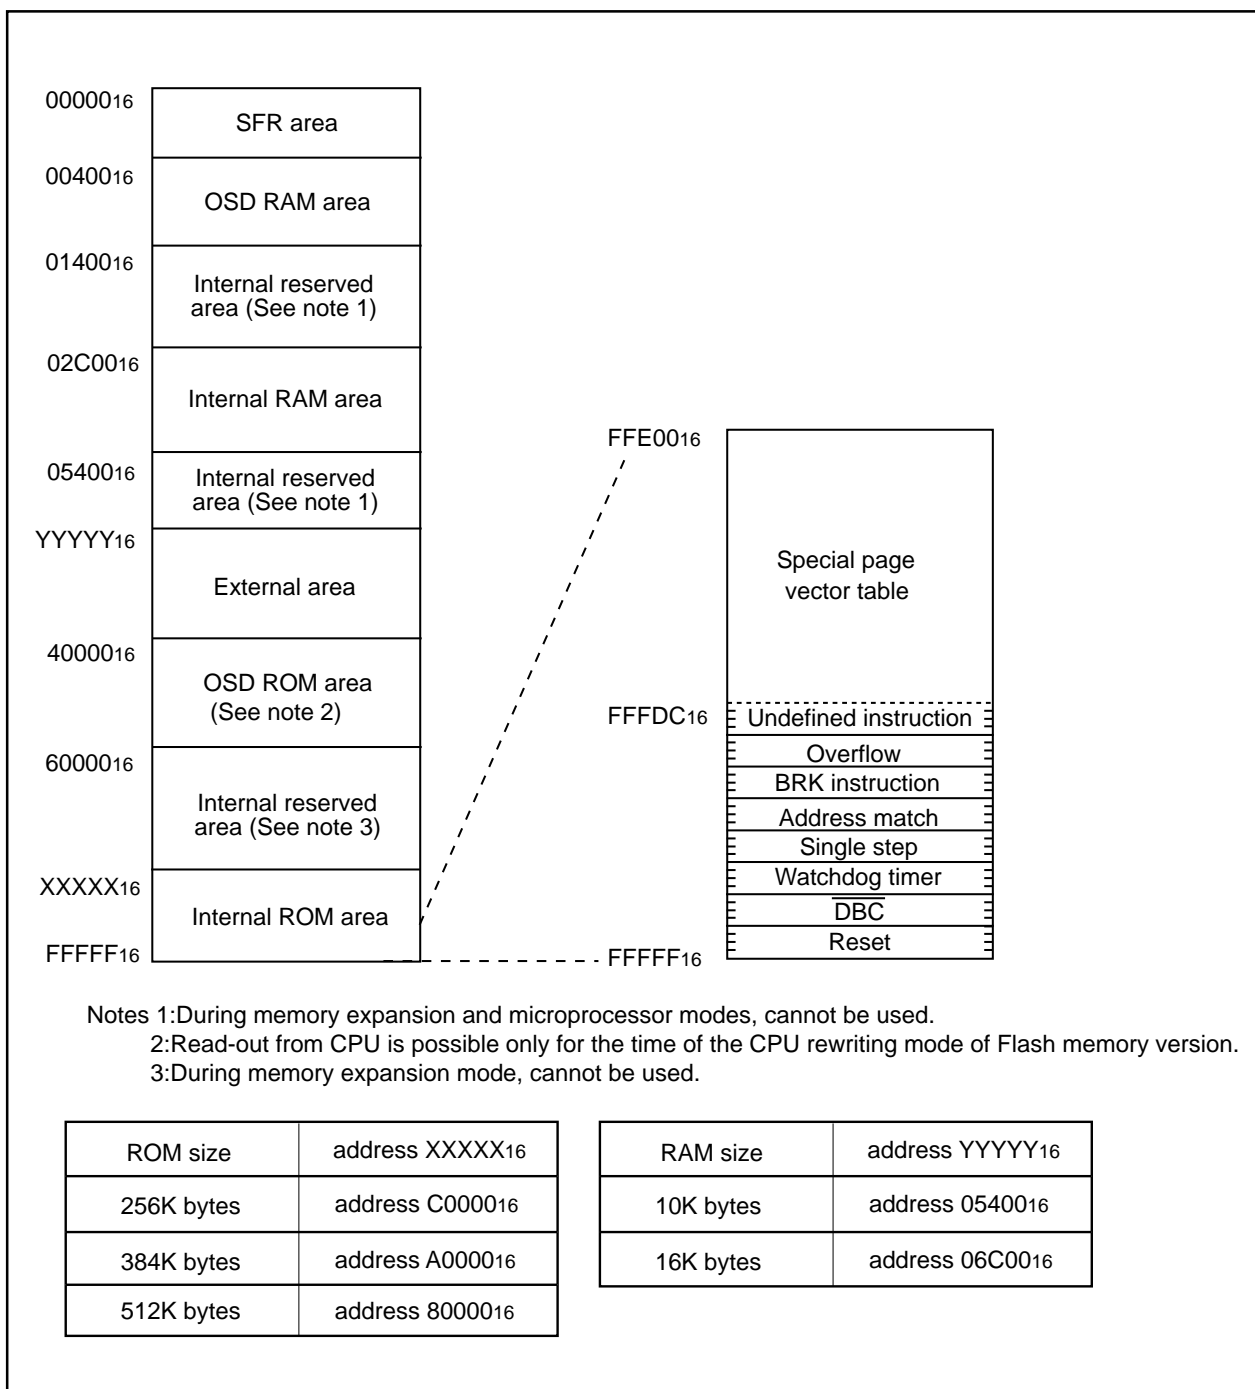 0000016
SFR area
0040016
OSD RAM area
0140016
Internal reserved
area (See note 1)
02C0016
Internal RAM area
0540016
Internal reserved
area (See note 1)
YYYYY16
External area
4000016
OSD ROM area
(See note 2)
6000016
Internal reserved
area (See note 3)
XXXXX16
Internal ROM area
FFFFF16
FFE0016
Special page
vector table
FFFDC16
Undefined instruction
Overflow
BRK instruction
Address match
Single step
Watchdog timer
DBC
Reset
FFFFF16
Notes 1:During memory expansion and microprocessor modes, cannot be used.
2:Read-out from CPU is possible only for the time of the CPU rewriting mode of Flash memory version.
3:During memory expansion mode, cannot be used.
ROM size address XXXXX16
256K bytes address C000016
384K bytes address A000016
512K bytes address 8000016
RAM size address YYYYY16
10K bytes address 0540016
16K bytes address 06C0016